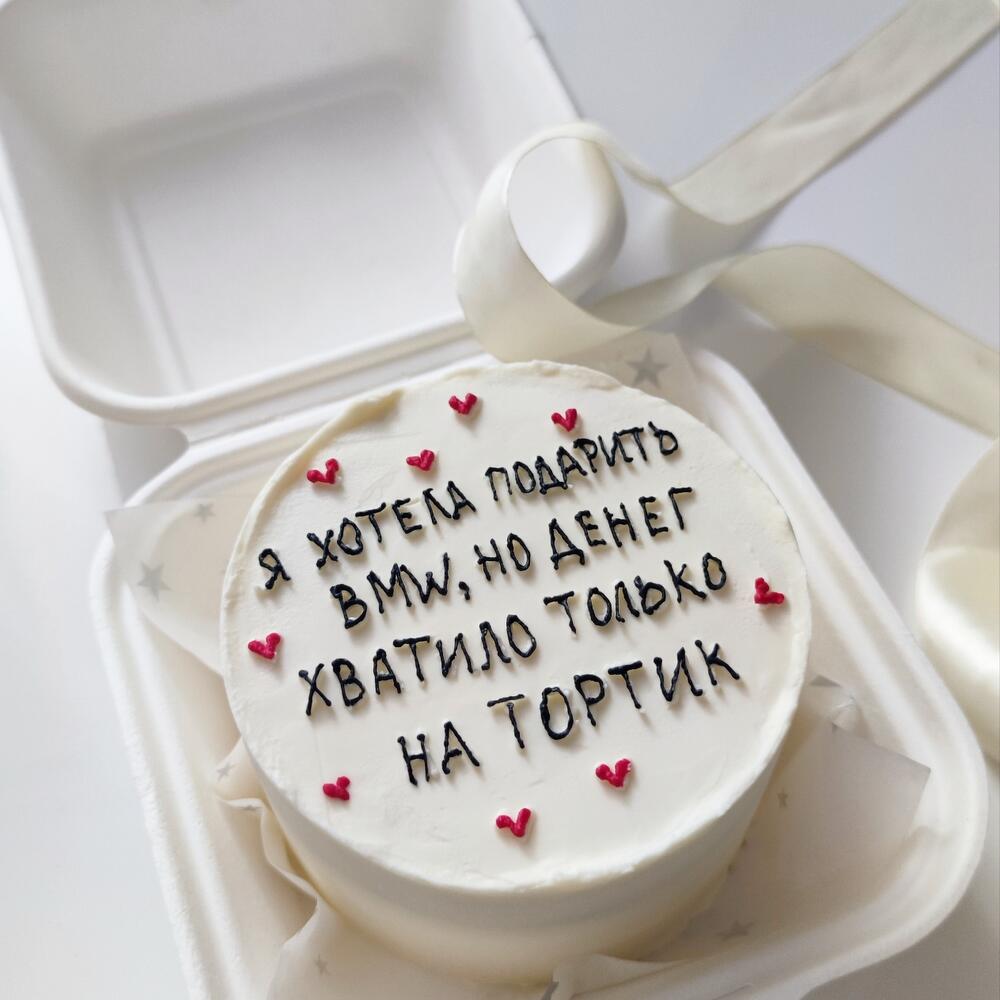 Я ХОТЕЛА ПОДАРИТЬ
BMW, НО ДЕНЕГ
ХВАТИЛО ТОЛЬКО
НА ТОРТИК